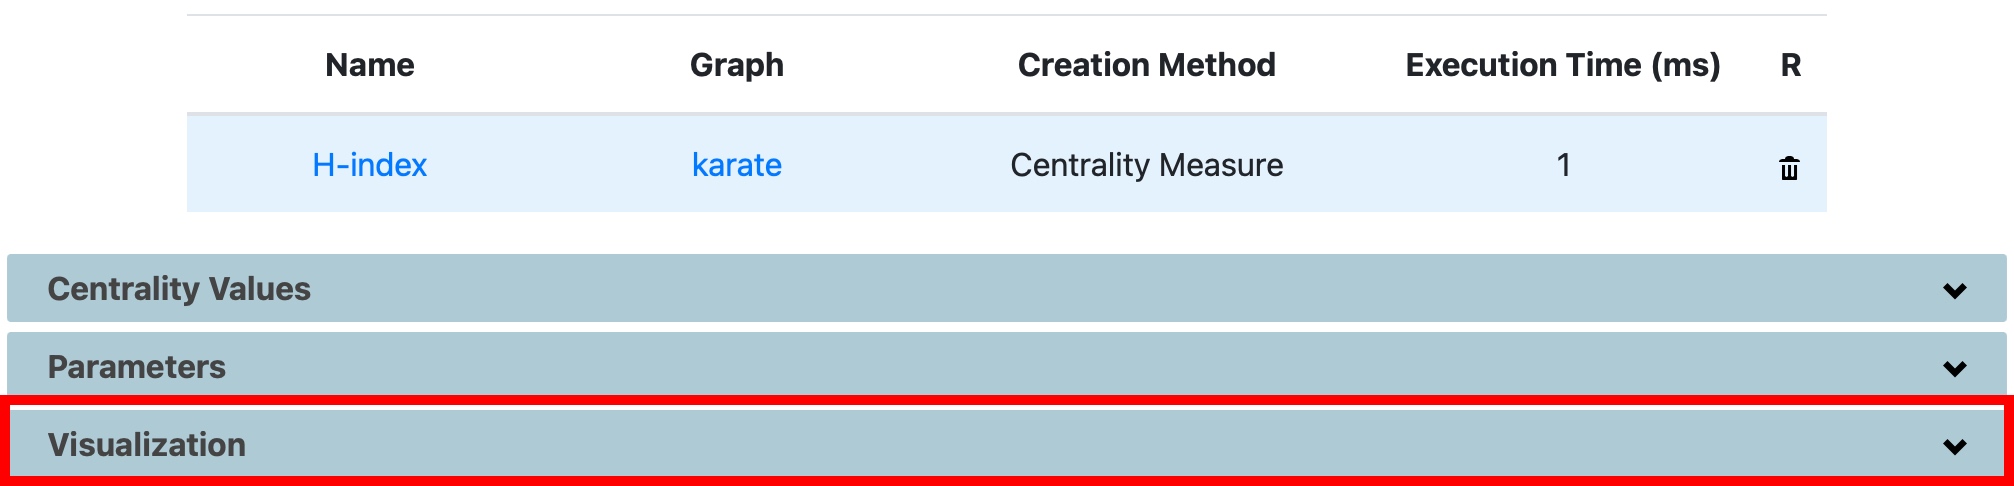 Name Graph Creation Method Execution Time (ms) R
H-index karate Centrality Measure 1
Centrality Values
Parameters
Visualization